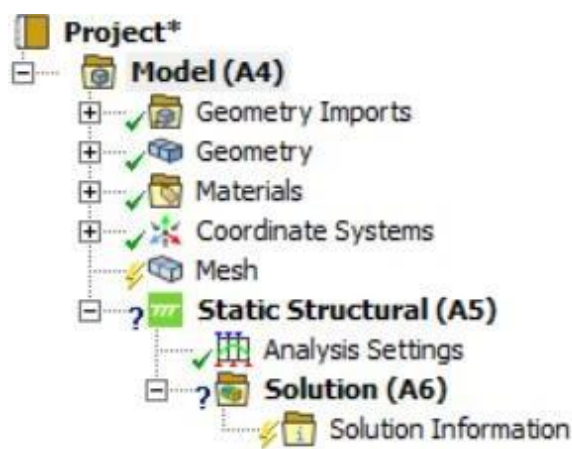 Project*
Model (A4)
Geometry Imports
Geometry
Materials
Coordinate Systems
Mesh
Static Structural (A5)
Analysis Settings
Solution (A6)
Solution Information